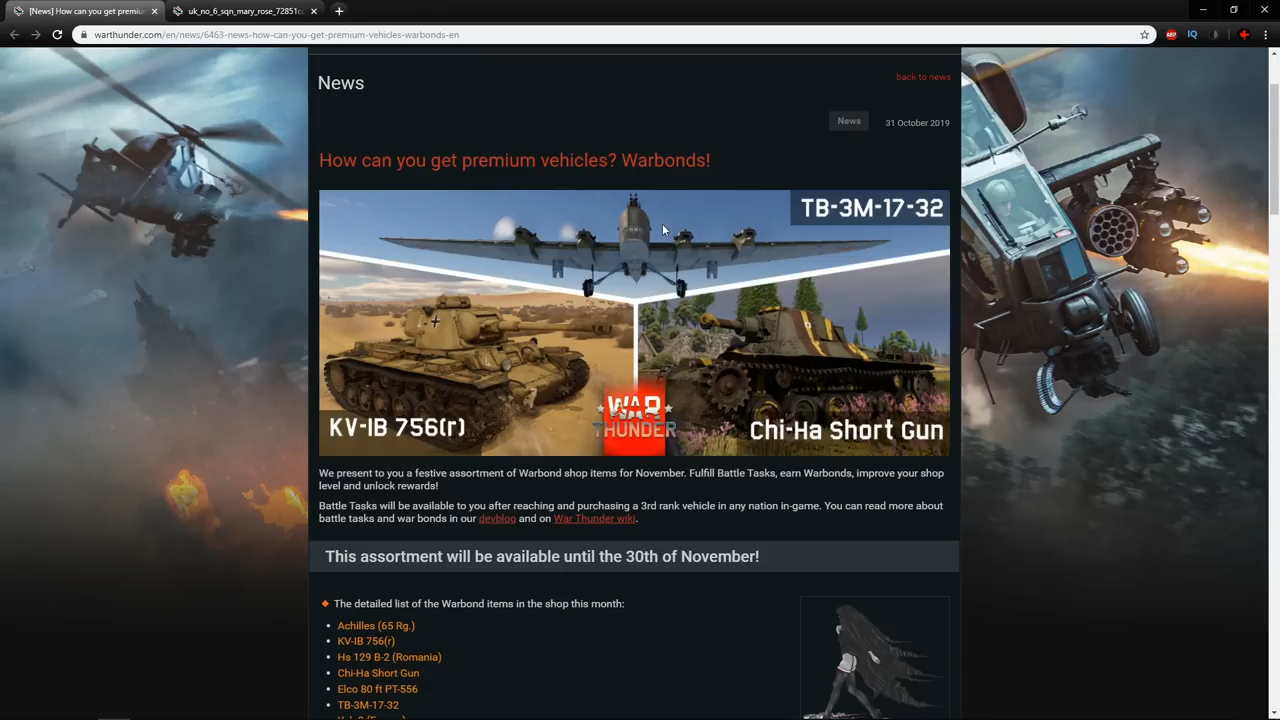 [News] How can you get premiu
uk_no_6_sqn_mary_rose_72851c
warthunder.com/en/news/6463-news-how-can-you-get-premium-vehicles-warbonds-en
ABP
IQ
News
back to news
News
31 October 2019
How can you get premium vehicles? Warbonds!
TB-3M-17-32
KV-IB 756(r)
WAR
THUNDER
Chi-Ha Short Gun
We present to you a festive assortment of Warbond shop items for November. Fulfill Battle Tasks, earn Warbonds, improve your shop
level and unlock rewards!
Battle Tasks will be available to you after reaching and purchasing a 3rd rank vehicle in any nation in-game. You can read more about
battle tasks and war bonds in our devblog and on War Thunder wiki.
This assortment will be available until the 30th of November!
The detailed list of the Warbond items in the shop this month:
Achilles (65 Rg.)
KV-IB 756(r)
Hs 129 B-2 (Romania)
Chi-Ha Short Gun
Elco 80 ft PT-556
TB-3M-17-32